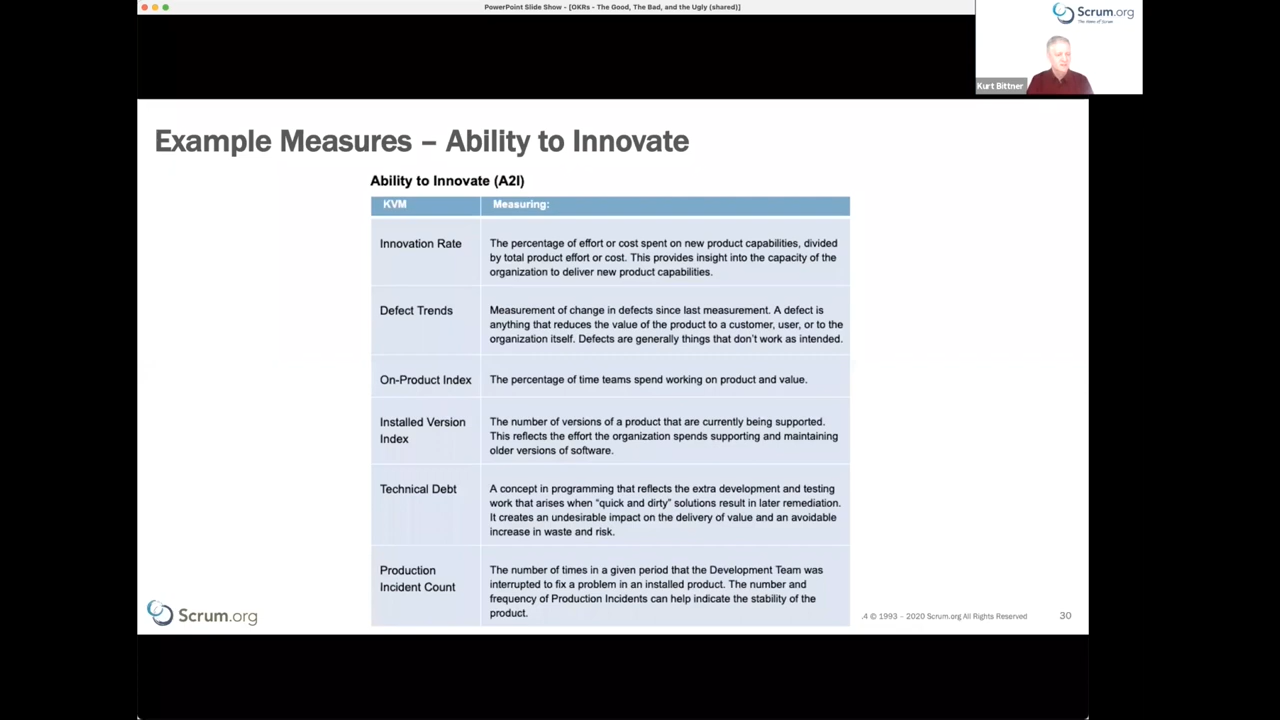 PowerPoint Slide Show - [OKRs - The Good, The Bad, and the Ugly (shared)]
Scrum.org
The Home of Scrum
Kurt Bittner
Example Measures – Ability to Innovate
Ability to Innovate (A2I)
KVM
Measuring:
Innovation Rate
The percentage of effort or cost spent on new product capabilities, divided
by total product effort or cost. This provides insight into the capacity of the
organization to deliver new product capabilities.
Defect Trends
Measurement of change in defects since last measurement. A defect is
anything that reduces the value of the product to a customer, user, or to the
organization itself. Defects are generally things that don’t work as intended.
On-Product Index
The percentage of time teams spend working on product and value.
Installed Version
Index
The number of versions of a product that are currently being supported.
This reflects the effort the organization spends supporting and maintaining
older versions of software.
Technical Debt
A concept in programming that reflects the extra development and testing
work that arises when “quick and dirty” solutions result in later remediation.
It creates an undesirable impact on the delivery of value and an avoidable
increase in waste and risk.
Production
Incident Count
The number of times in a given period that the Development Team was
interrupted to fix a problem in an installed product. The number and
frequency of Production Incidents can help indicate the stability of the
product.
Scrum.org
.4 © 1993 – 2020 Scrum.org All Rights Reserved
30